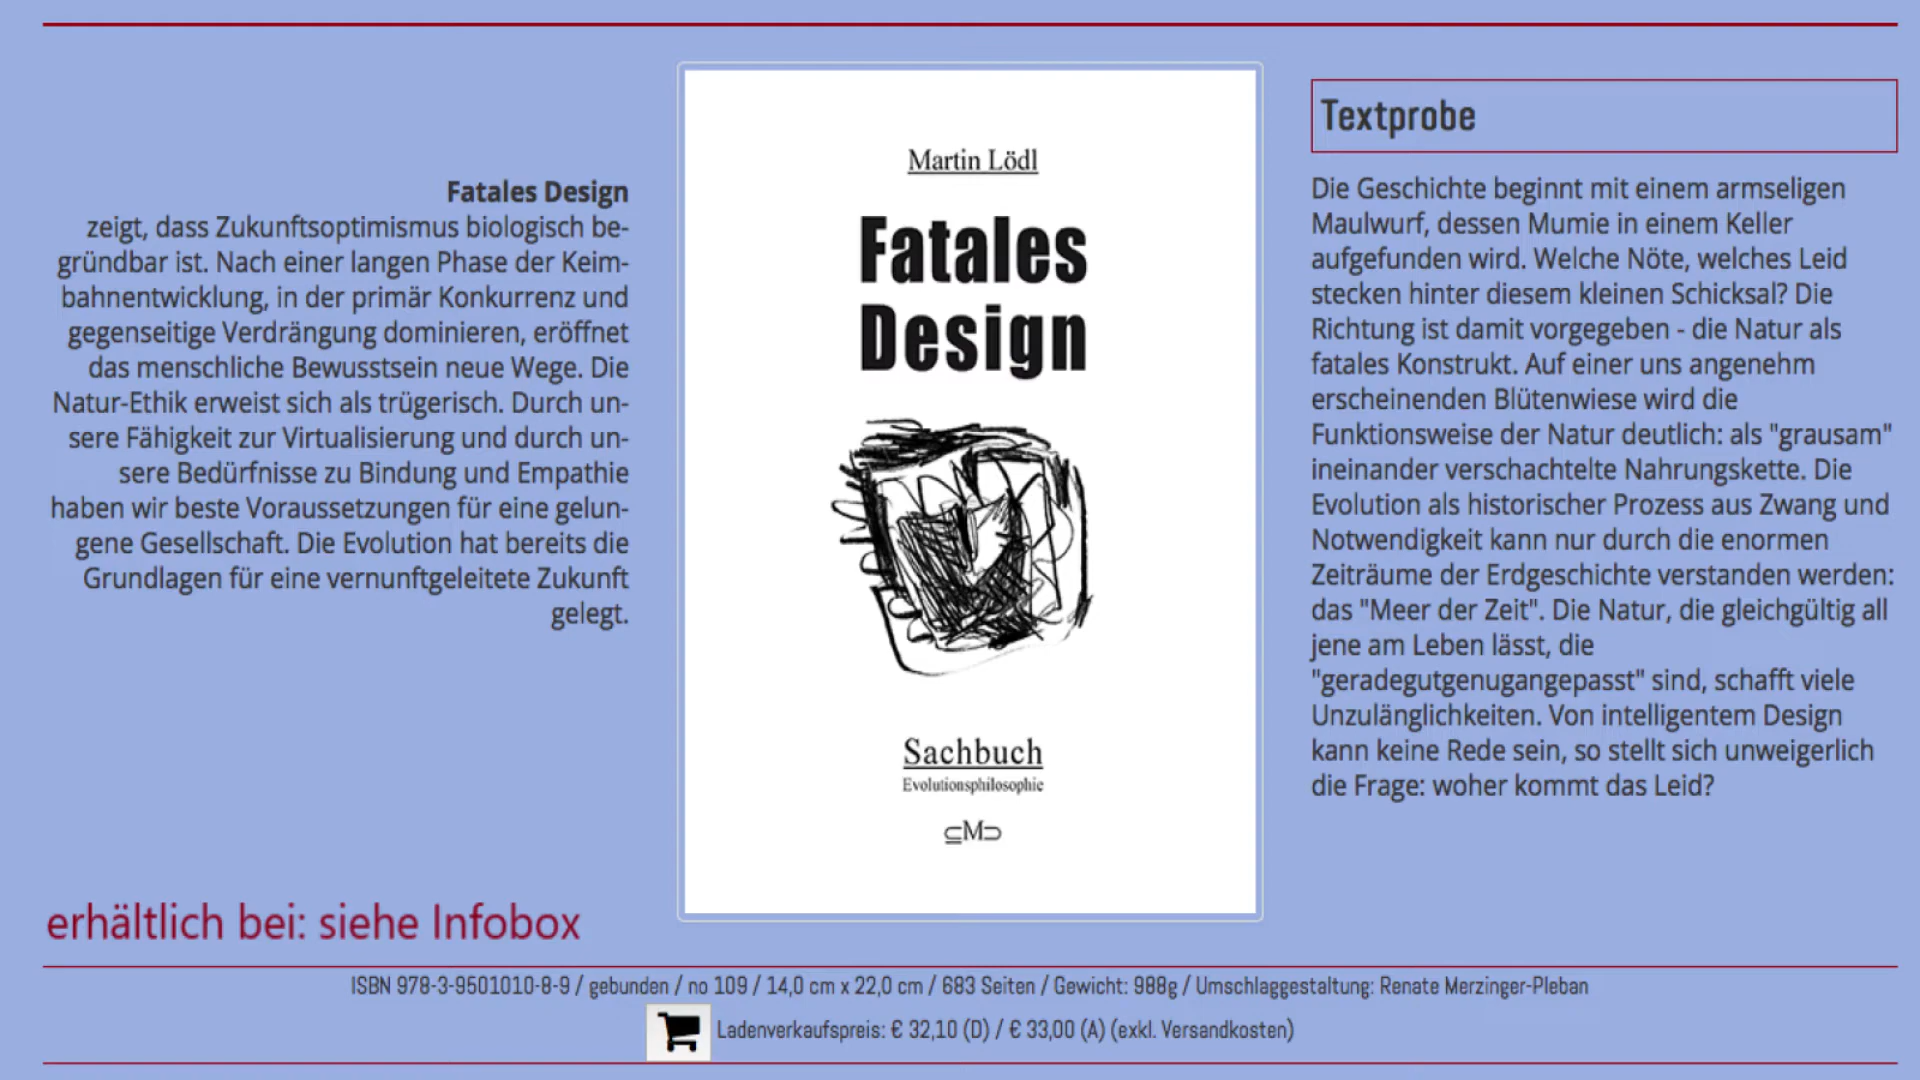 Fatales Design
zeigt, dass Zukunftsoptimismus biologisch be-
gründbar ist. Nach einer langen Phase der Keim-
bahnentwicklung, in der primär Konkurrenz und
gegenseitige Verdrängung dominieren, eröffnet
das menschliche Bewusstsein neue Wege. Die
Natur-Ethik erweist sich als trügerisch. Durch un-
sere Fähigkeit zur Virtualisierung und durch un-
sere Bedürfnisse zu Bindung und Empathie
haben wir beste Voraussetzungen für eine gelun-
gene Gesellschaft. Die Evolution hat bereits die
Grundlagen für eine vernunftgeleitete Zukunft
gelegt.
erhältlich bei: siehe Infobox
Martin Lödl
Fatales
Design
Sachbuch
Evolutionsphilosophie
⊆M⊃
Textprobe
Die Geschichte beginnt mit einem armseligen
Maulwurf, dessen Mumie in einem Keller
aufgefunden wird. Welche Nöte, welches Leid
stecken hinter diesem kleinen Schicksal? Die
Richtung ist damit vorgegeben - die Natur als
fatales Konstrukt. Auf einer uns angenehm
erscheinenden Blütenwiese wird die
Funktionsweise der Natur deutlich: als "grausam"
ineinander verschachtelte Nahrungskette. Die
Evolution als historischer Prozess aus Zwang und
Notwendigkeit kann nur durch die enormen
Zeiträume der Erdgeschichte verstanden werden:
das "Meer der Zeit". Die Natur, die gleichgültig all
jene am Leben lässt, die
"geradegutgenugangepasst" sind, schafft viele
Unzulänglichkeiten. Von intelligentem Design
kann keine Rede sein, so stellt sich unweigerlich
die Frage: woher kommt das Leid?
ISBN 978-3-9501010-8-9 / gebunden / no 109 / 14,0 cm x 22,0 cm / 683 Seiten / Gewicht: 988g / Umschlaggestaltung: Renate Merzinger-Pleban
Ladenverkaufspreis: € 32,10 (D) / € 33,00 (A) (exkl. Versandkosten)